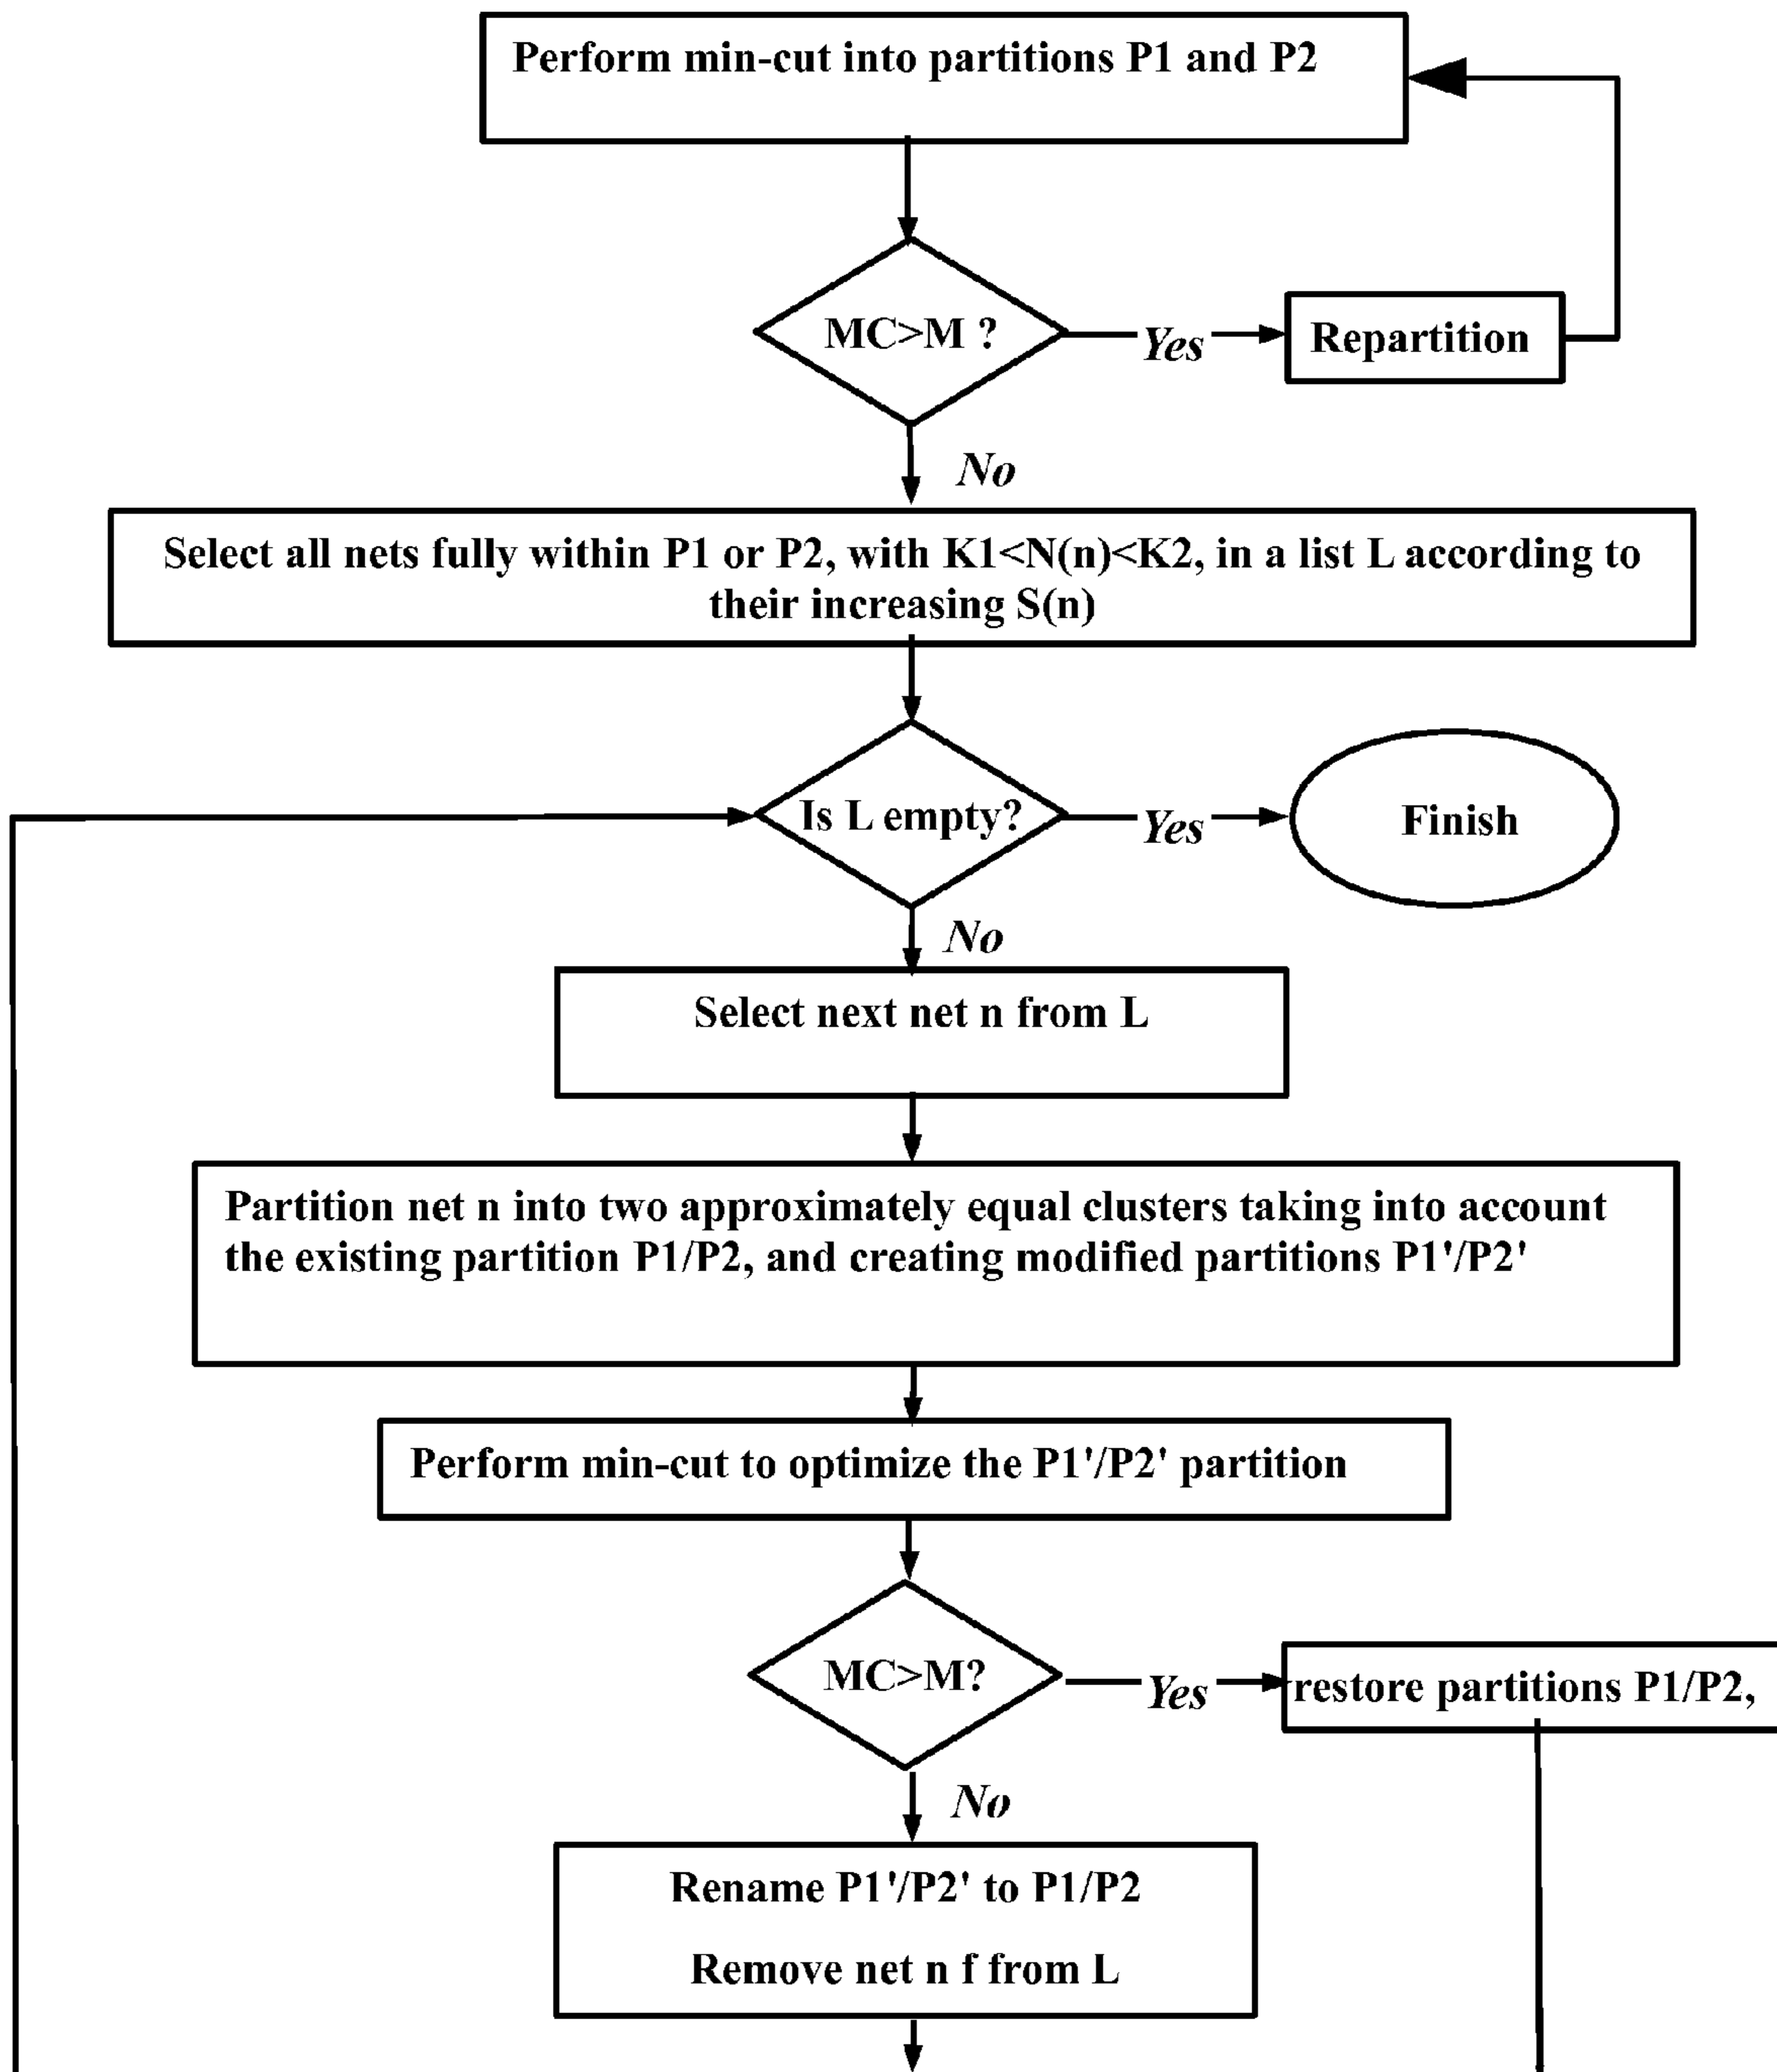 Perform min-cut into partitions P1 and P2
MC>M ?
Yes
Repartition
No
Select all nets fully within P1 or P2, with K1<N(n)<K2, in a list L according to
their increasing S(n)
Is L empty?
Yes
Finish
No
Select next net n from L
Partition net n into two approximately equal clusters taking into account
the existing partition P1/P2, and creating modified partitions P1'/P2'
Perform min-cut to optimize the P1'/P2' partition
MC>M?
Yes
restore partitions P1/P2,
No
Rename P1'/P2' to P1/P2
Remove net n f from L